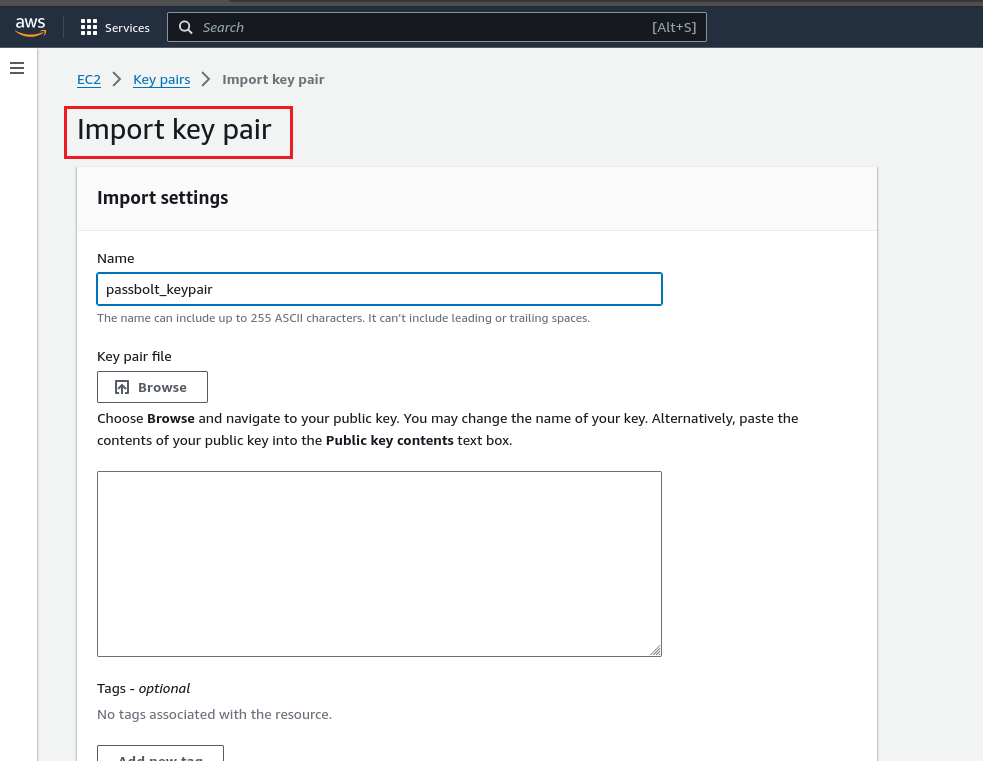 aws
Services
Search
[Alt+S]
EC2 > Key pairs > Import key pair
Import key pair
Import settings
Name
passbolt_keypair
The name can include up to 255 ASCII characters. It can't include leading or trailing spaces.
Key pair file
Browse
Choose Browse and navigate to your public key. You may change the name of your key. Alternatively, paste the
contents of your public key into the Public key contents text box.
Tags - optional
No tags associated with the resource.
Add new tag